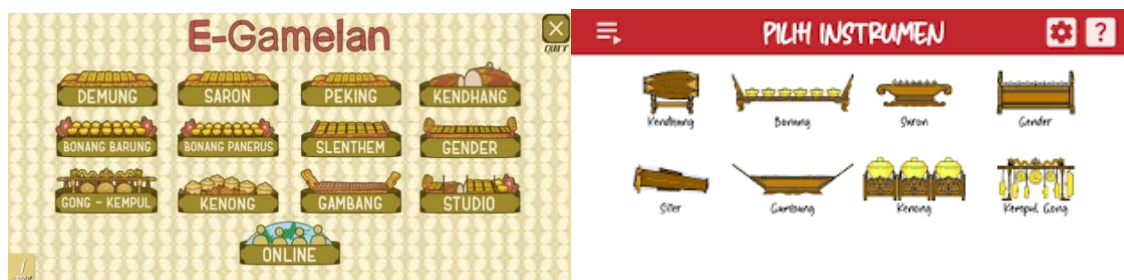 E-Gamelan
QUIT
DEMUNG
SARON
PEKING
KENDHANG
BONANG BARUNG
BONANG PANERUS
SLENTHEM
GENDER
GONG - KEMPUL
KENONG
GAMBANG
STUDIO
ONLINE
PILIH INSTRUMEN
?
Kendhang
Bonang
Saron
Gender
Siter
Gambang
Kenong
Kempul Gong